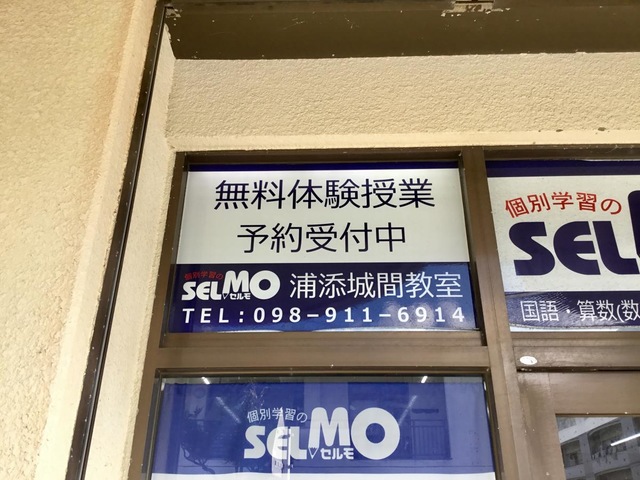 無料体験授業
予約受付中
個別学習の
SELMO
セルモ
浦添城間教室
TEL:098-911-6914
個別学習の
SEL
国語・算数(数
個別学習の
SELMO
セルモ